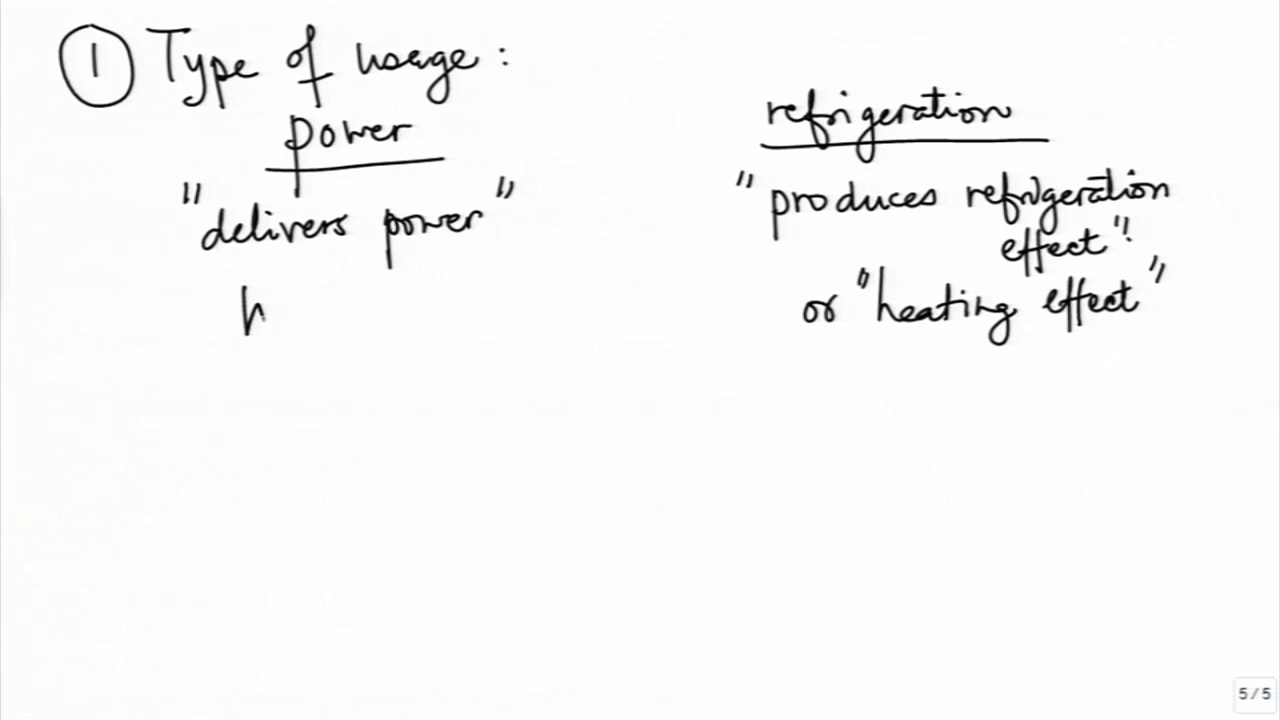 ① Type of usage:
power
"delivers power"
h
refrigeration
"produces refrigeration
effect"!
or "heating effect"
5/5